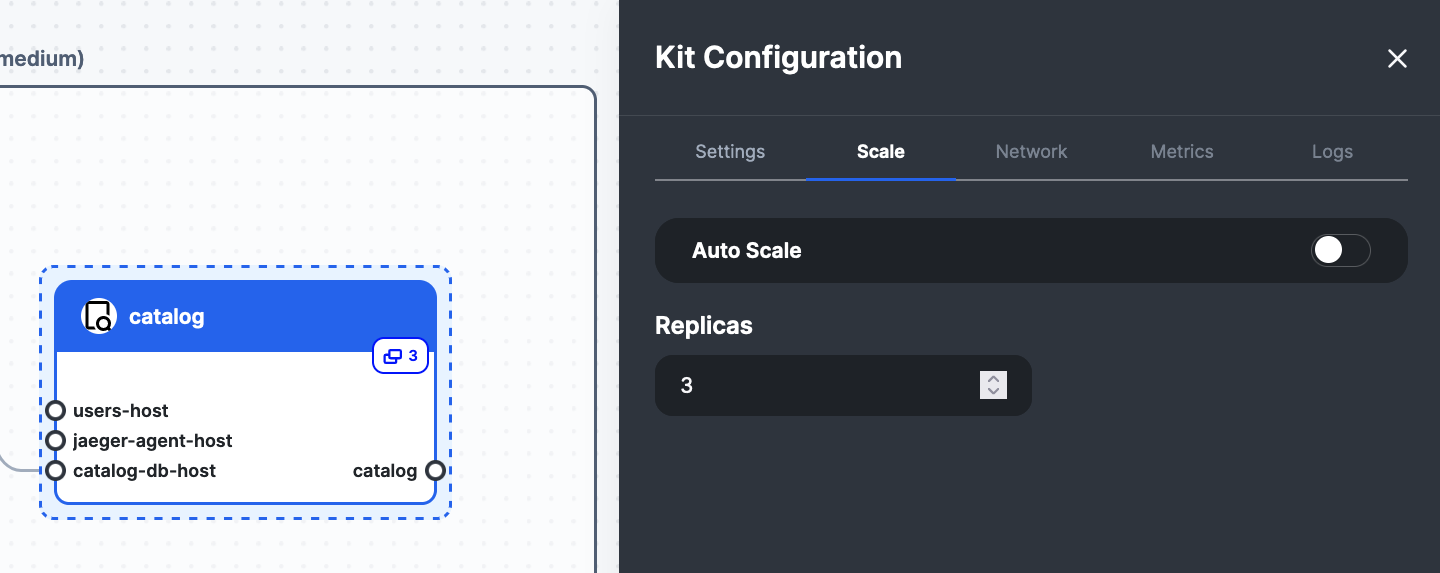 medium)
catalog
3
users-host
jaeger-agent-host
catalog-db-host catalog
Kit Configuration
Settings Scale Network Metrics Logs
Auto Scale
Replicas
3